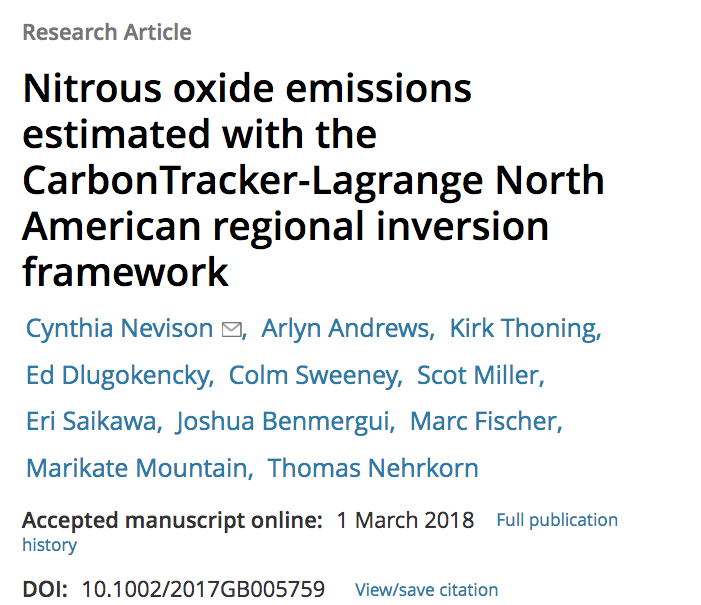 Research Article
Nitrous oxide emissions
estimated with the
CarbonTracker-Lagrange North
American regional inversion
framework
Cynthia Nevison, Arlyn Andrews, Kirk Thoning,
Ed Dlugokencky, Colm Sweeney, Scot Miller,
Eri Saikawa, Joshua Benmergui, Marc Fischer,
Marikate Mountain, Thomas Nehrkorn
Accepted manuscript online: 1 March 2018 Full publication
history
DOI: 10.1002/2017GB005759 View/save citation